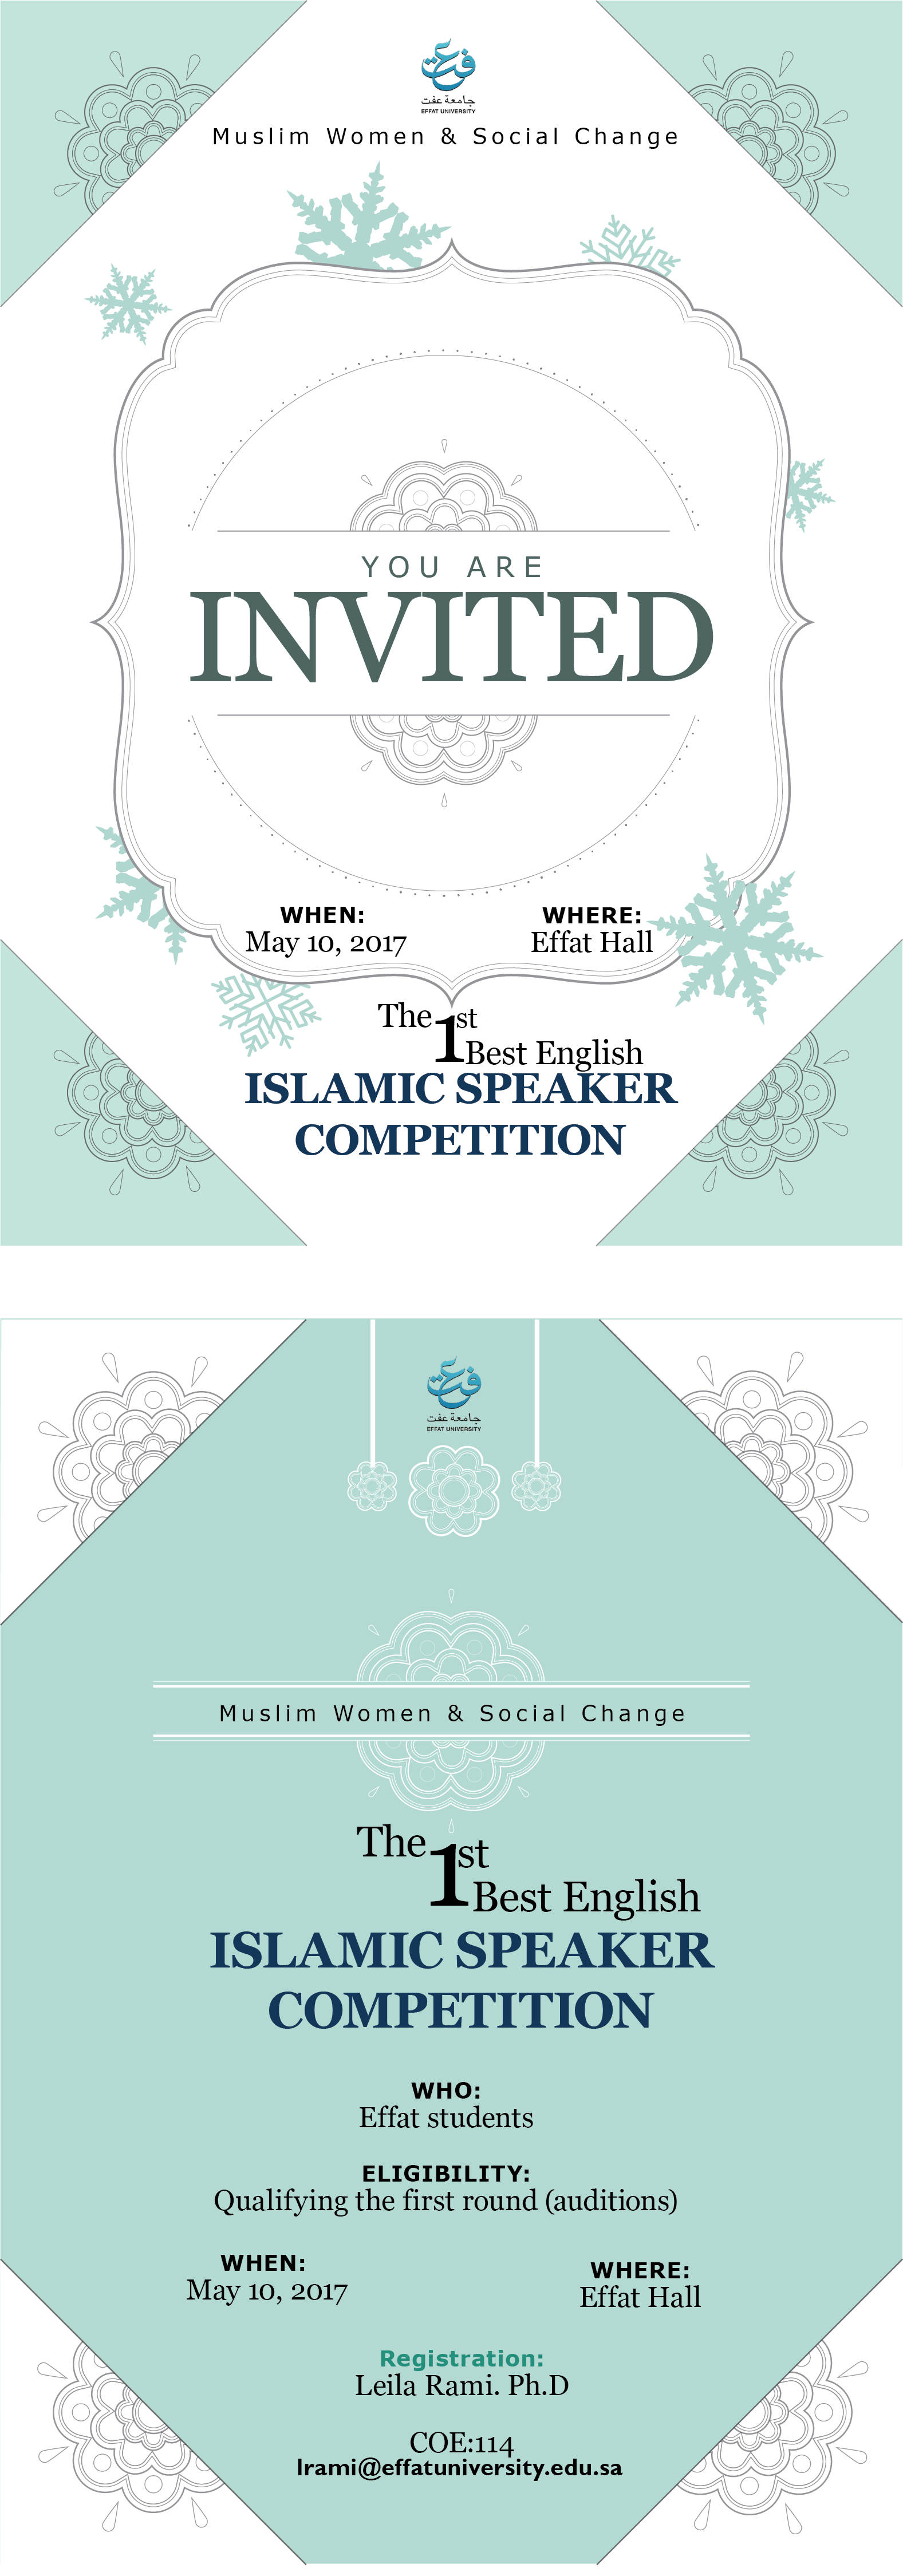 جامعة عفت
EFFAT UNIVERSITY
Muslim Women & Social Change
YOU ARE
INVITED
WHEN:
May 10, 2017
WHERE:
Effat Hall
The 1st
Best English
ISLAMIC SPEAKER
COMPETITION
جامعة عفت
EFFAT UNIVERSITY
Muslim Women & Social Change
The 1st
Best English
ISLAMIC SPEAKER
COMPETITION
WHO:
Effat students
ELIGIBILITY:
Qualifying the first round (auditions)
WHEN:
May 10, 2017
WHERE:
Effat Hall
Registration:
Leila Rami. Ph.D
COE:114
lrami@effatuniversity.edu.sa